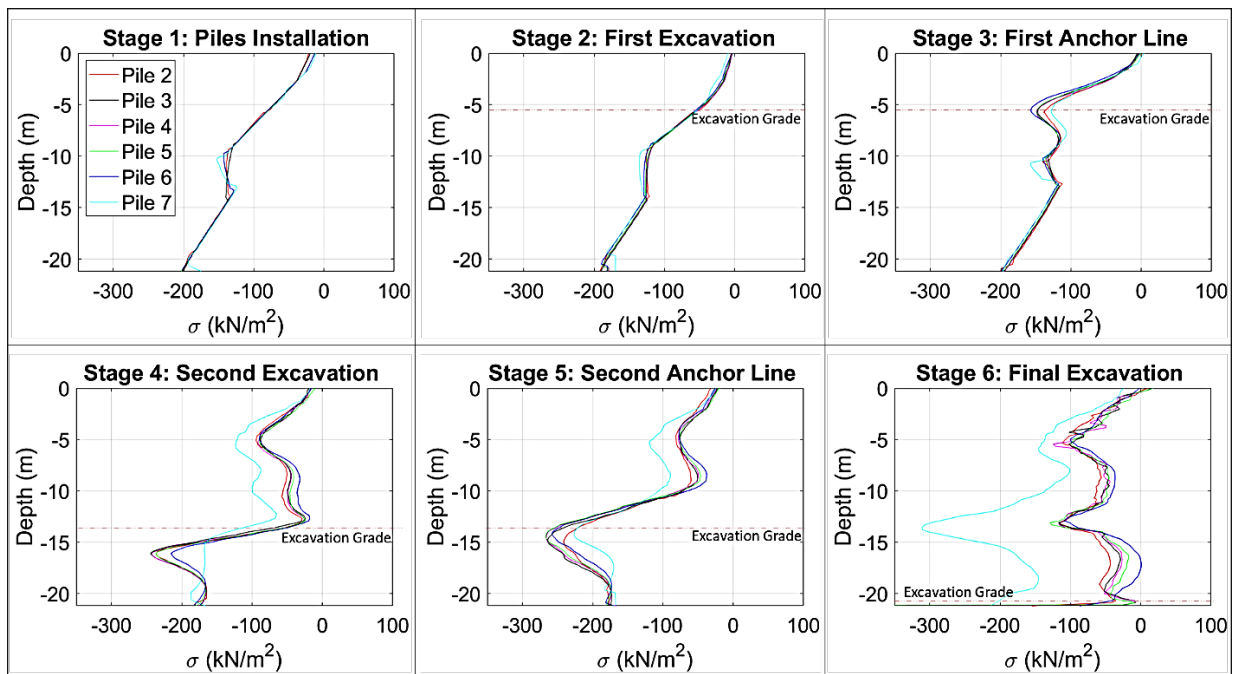 Stage 1: Piles Installation
0
-5
-10
-15
-20
Depth (m)
Pile 2
Pile 3
Pile 4
Pile 5
Pile 6
Pile 7
-300 -200 -100 0 100
σ (kN/m²)
Stage 2: First Excavation
0
-5
-10
-15
-20
Depth (m)
Excavation Grade
-300 -200 -100 0 100
σ (kN/m²)
Stage 3: First Anchor Line
0
-5
-10
-15
-20
Depth (m)
Excavation Grade
-300 -200 -100 0 100
σ (kN/m²)
Stage 4: Second Excavation
0
-5
-10
-15
-20
Depth (m)
Excavation Grade
-300 -200 -100 0 100
σ (kN/m²)
Stage 5: Second Anchor Line
0
-5
-10
-15
-20
Depth (m)
Excavation Grade
-300 -200 -100 0 100
σ (kN/m²)
Stage 6: Final Excavation
0
-5
-10
-15
-20
Depth (m)
Excavation Grade
-300 -200 -100 0 100
σ (kN/m²)